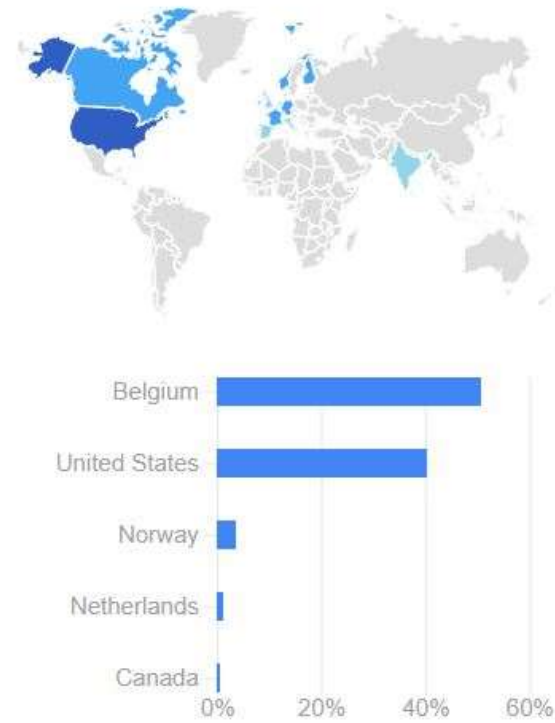 Belgium
United States
Norway
Netherlands
Canada
0% 20% 40% 60%